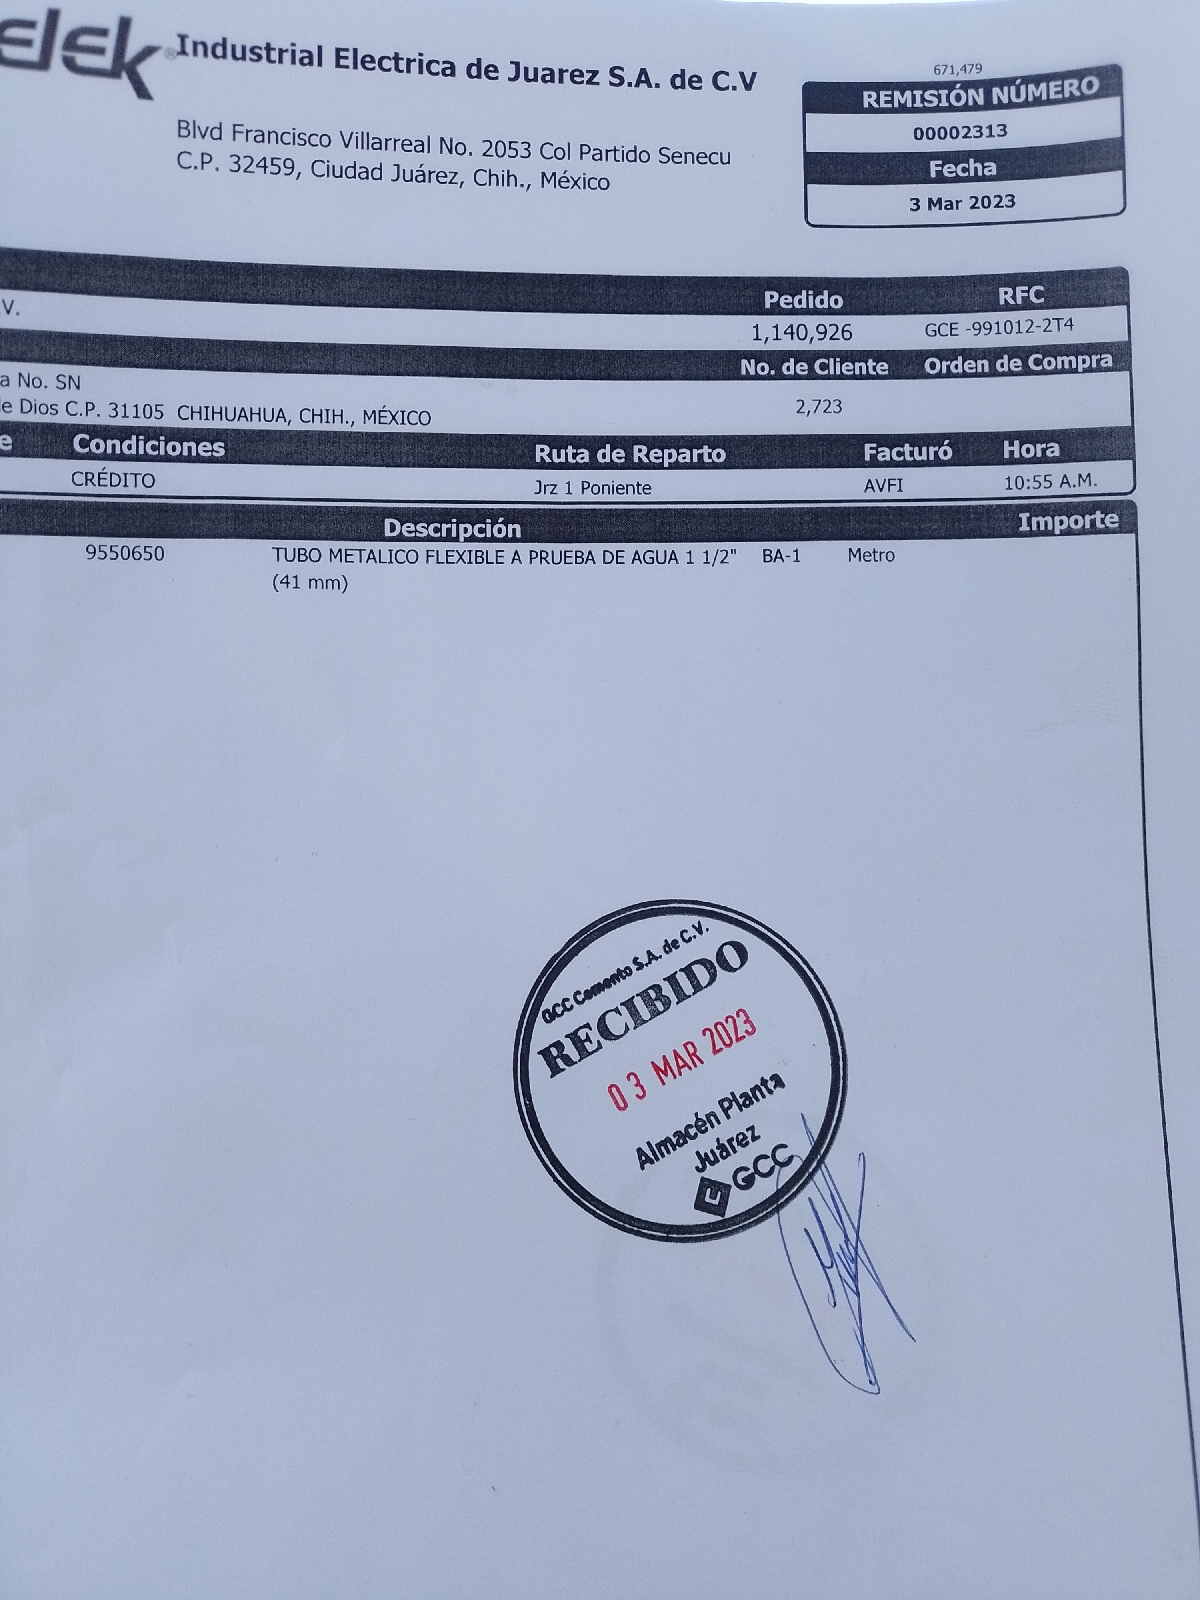 elek® Industrial Electrica de Juarez S.A. de C.V
Blvd Francisco Villarreal No. 2053 Col Partido Senecu
C.P. 32459, Ciudad Juárez, Chih., México
671,479
REMISIÓN NÚMERO
00002313
Fecha
3 Mar 2023
Pedido RFC
V. 1,140,926 GCE -991012-2T4
No. de Cliente Orden de Compra
a No. SN
e Dios C.P. 31105 CHIHUAHUA, CHIH., MÉXICO 2,723
e Condiciones Ruta de Reparto Facturó Hora
CRÉDITO Jrz 1 Poniente AVFI 10:55 A.M.
Descripción Importe
9550650 TUBO METALICO FLEXIBLE A PRUEBA DE AGUA 1 1/2" BA-1 Metro
(41 mm)
GCC Cemento S.A. de C.V.
RECIBIDO
03 MAR 2023
Almacén Planta
Juárez
GCC